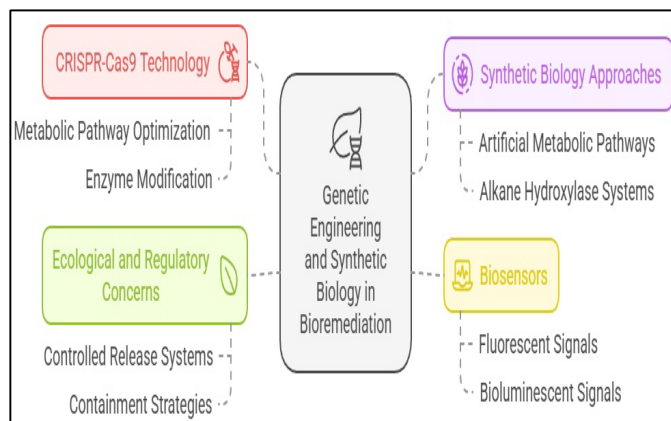 CRISPR-Cas9 Technology
Metabolic Pathway Optimization
Enzyme Modification
Ecological and Regulatory
Concerns
Controlled Release Systems
Containment Strategies
Genetic
Engineering
and Synthetic
Biology in
Bioremediation
Synthetic Biology Approaches
Artificial Metabolic Pathways
Alkane Hydroxylase Systems
Biosensors
Fluorescent Signals
Bioluminescent Signals